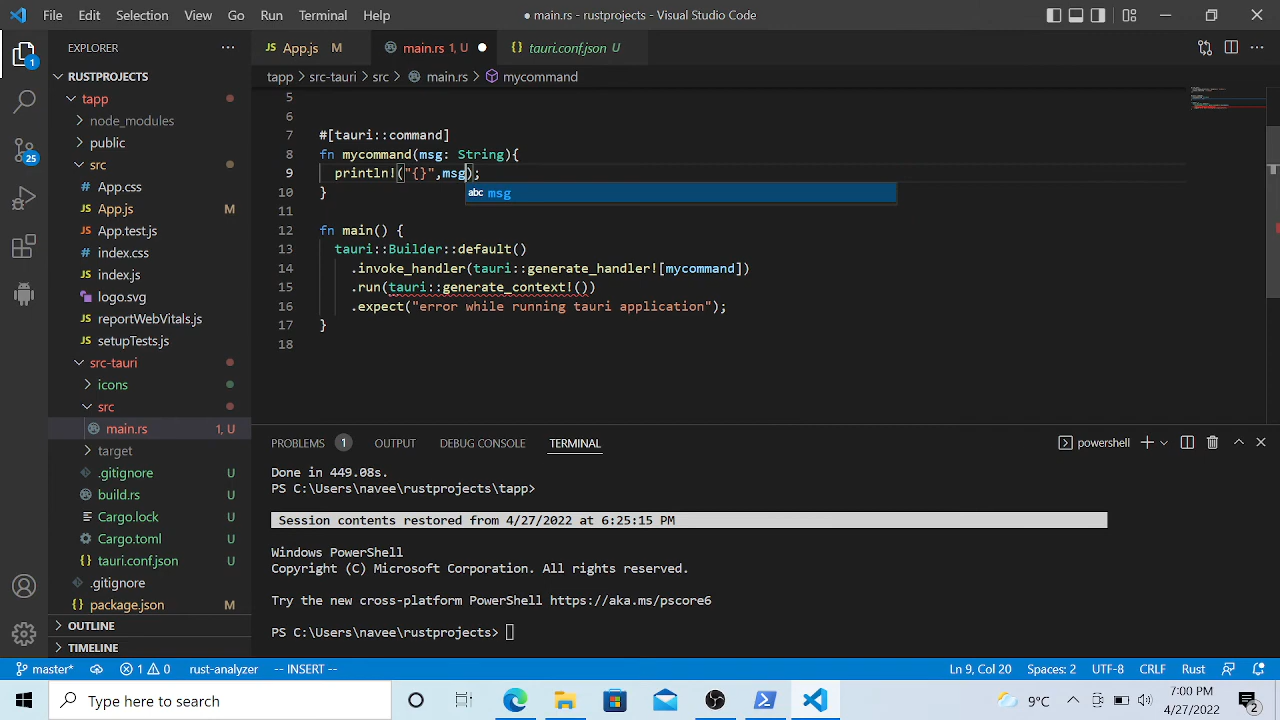 File Edit Selection View Go Run Terminal Help
● main.rs - rustprojects - Visual Studio Code
EXPLORER
RUSTPROJECTS
tapp
node_modules
public
src
App.css
JS App.js M
JS App.test.js
index.css
JS index.js
logo.svg
JS reportWebVitals.js
JS setupTests.js
src-tauri
icons
src
main.rs 1, U
target
.gitignore U
build.rs U
Cargo.lock U
Cargo.toml U
{} tauri.conf.json U
.gitignore
{} package.json M
OUTLINE
TIMELINE
1
25
JS App.js M
main.rs 1, U ●
{} tauri.conf.json U
tapp > src-tauri > src > main.rs > mycommand
5
6
7 #[tauri::command]
8 fn mycommand(msg: String){
9 println!("{}",msg);
abc msg
10 }
11
12 fn main() {
13 tauri::Builder::default()
14 .invoke_handler(tauri::generate_handler![mycommand])
15 .run(tauri::generate_context!())
16 .expect("error while running tauri application");
17 }
18
PROBLEMS 1 OUTPUT DEBUG CONSOLE TERMINAL
powershell
Done in 449.08s.
PS C:\Users\navee\rustprojects\tapp>
Session contents restored from 4/27/2022 at 6:25:15 PM
Windows PowerShell
Copyright (C) Microsoft Corporation. All rights reserved.
Try the new cross-platform PowerShell https://aka.ms/pscore6
PS C:\Users\navee\rustprojects>
master* 1 0 rust-analyzer -- INSERT --
Ln 9, Col 20 Spaces: 2 UTF-8 CRLF Rust
Type here to search
9°C
7:00 PM
4/27/2022
2